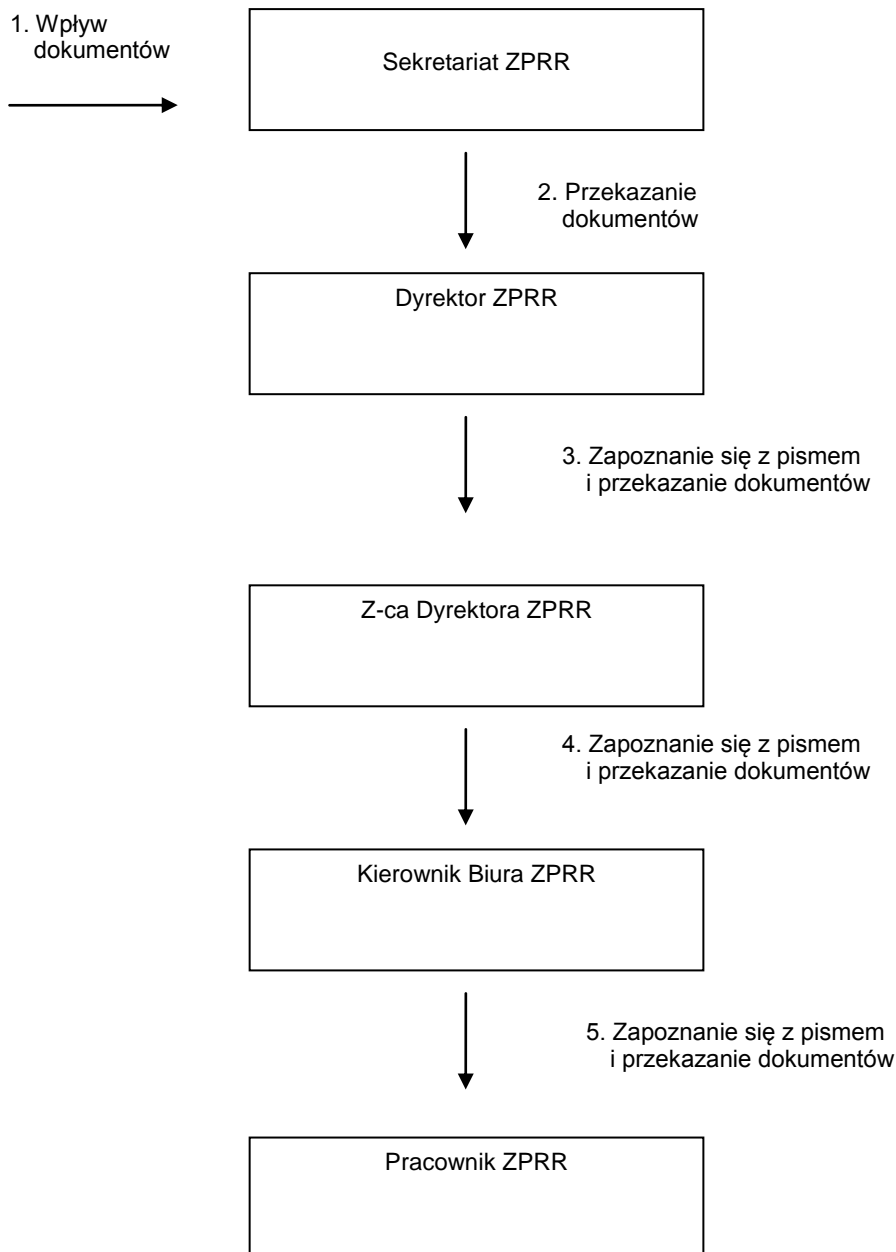 1. Wpływ
dokumentów
Sekretariat ZPRR
2. Przekazanie
dokumentów
Dyrektor ZPRR
3. Zapoznanie się z pismem
i przekazanie dokumentów
Z-ca Dyrektora ZPRR
4. Zapoznanie się z pismem
i przekazanie dokumentów
Kierownik Biura ZPRR
5. Zapoznanie się z pismem
i przekazanie dokumentów
Pracownik ZPRR